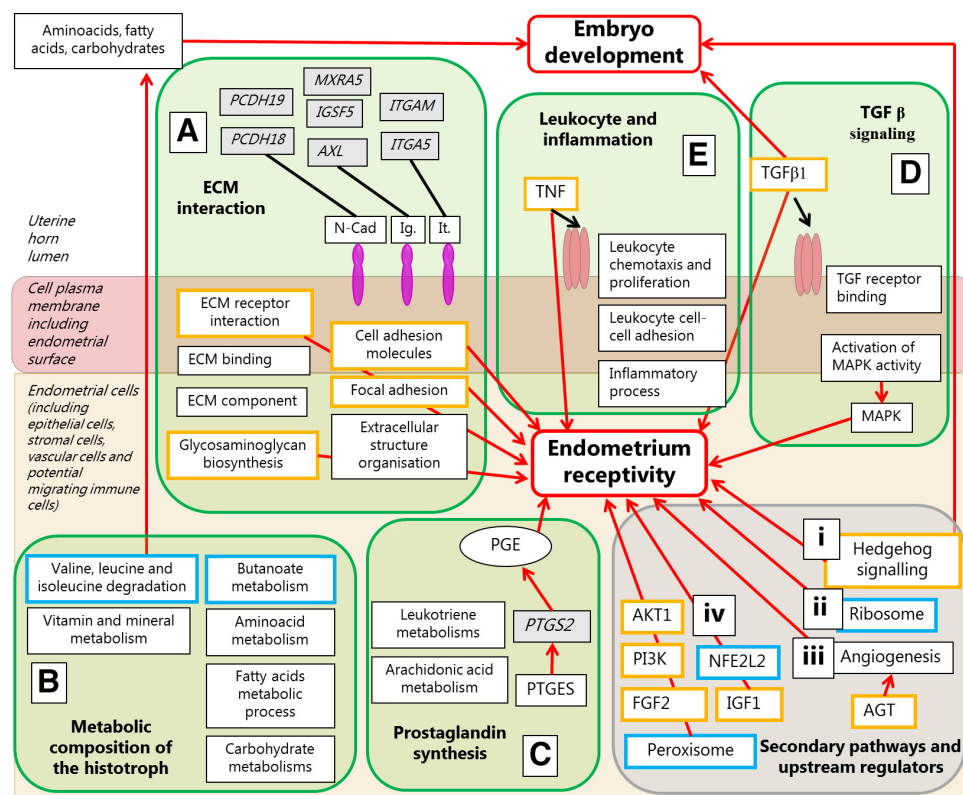 Aminoacids, fatty
acids, carbohydrates
Embryo
development
A
PCDH19
MXRA5
IGSF5
ITGAM
PCDH18
AXL
ITGA5
ECM
interaction
N-Cad
Ig.
It.
Leukocyte and
inflammation
E
TNF
Leukocyte
chemotaxis and
proliferation
Leukocyte cell-
cell adhesion
Inflammatory
process
TGF β
signaling
TGFβ1
D
TGF receptor
binding
Activation of
MAPK activity
MAPK
Uterine
horn
lumen
Cell plasma
membrane
including
endometrial
surface
Endometrial cells
(including
epithelial cells,
stromal cells,
vascular cells and
potential
migrating immune
cells)
ECM receptor
interaction
ECM binding
ECM component
Glycosaminoglycan
biosynthesis
Cell adhesion
molecules
Focal adhesion
Extracellular
structure
organisation
Endometrium
receptivity
Valine, leucine and
isoleucine degradation
Vitamin and mineral
metabolism
Butanoate
metabolism
Aminoacid
metabolism
Fatty acids
metabolic
process
Carbohydrate
metabolisms
B
Metabolic
composition of
the histotroph
PGE
Leukotriene
metabolisms
Arachidonic acid
metabolism
PTGS2
PTGES
Prostaglandin
synthesis
C
i
Hedgehog
signalling
ii
Ribosome
iii
Angiogenesis
iv
AKT1
PI3K
FGF2
NFE2L2
IGF1
AGT
Peroxisome
Secondary pathways and
upstream regulators